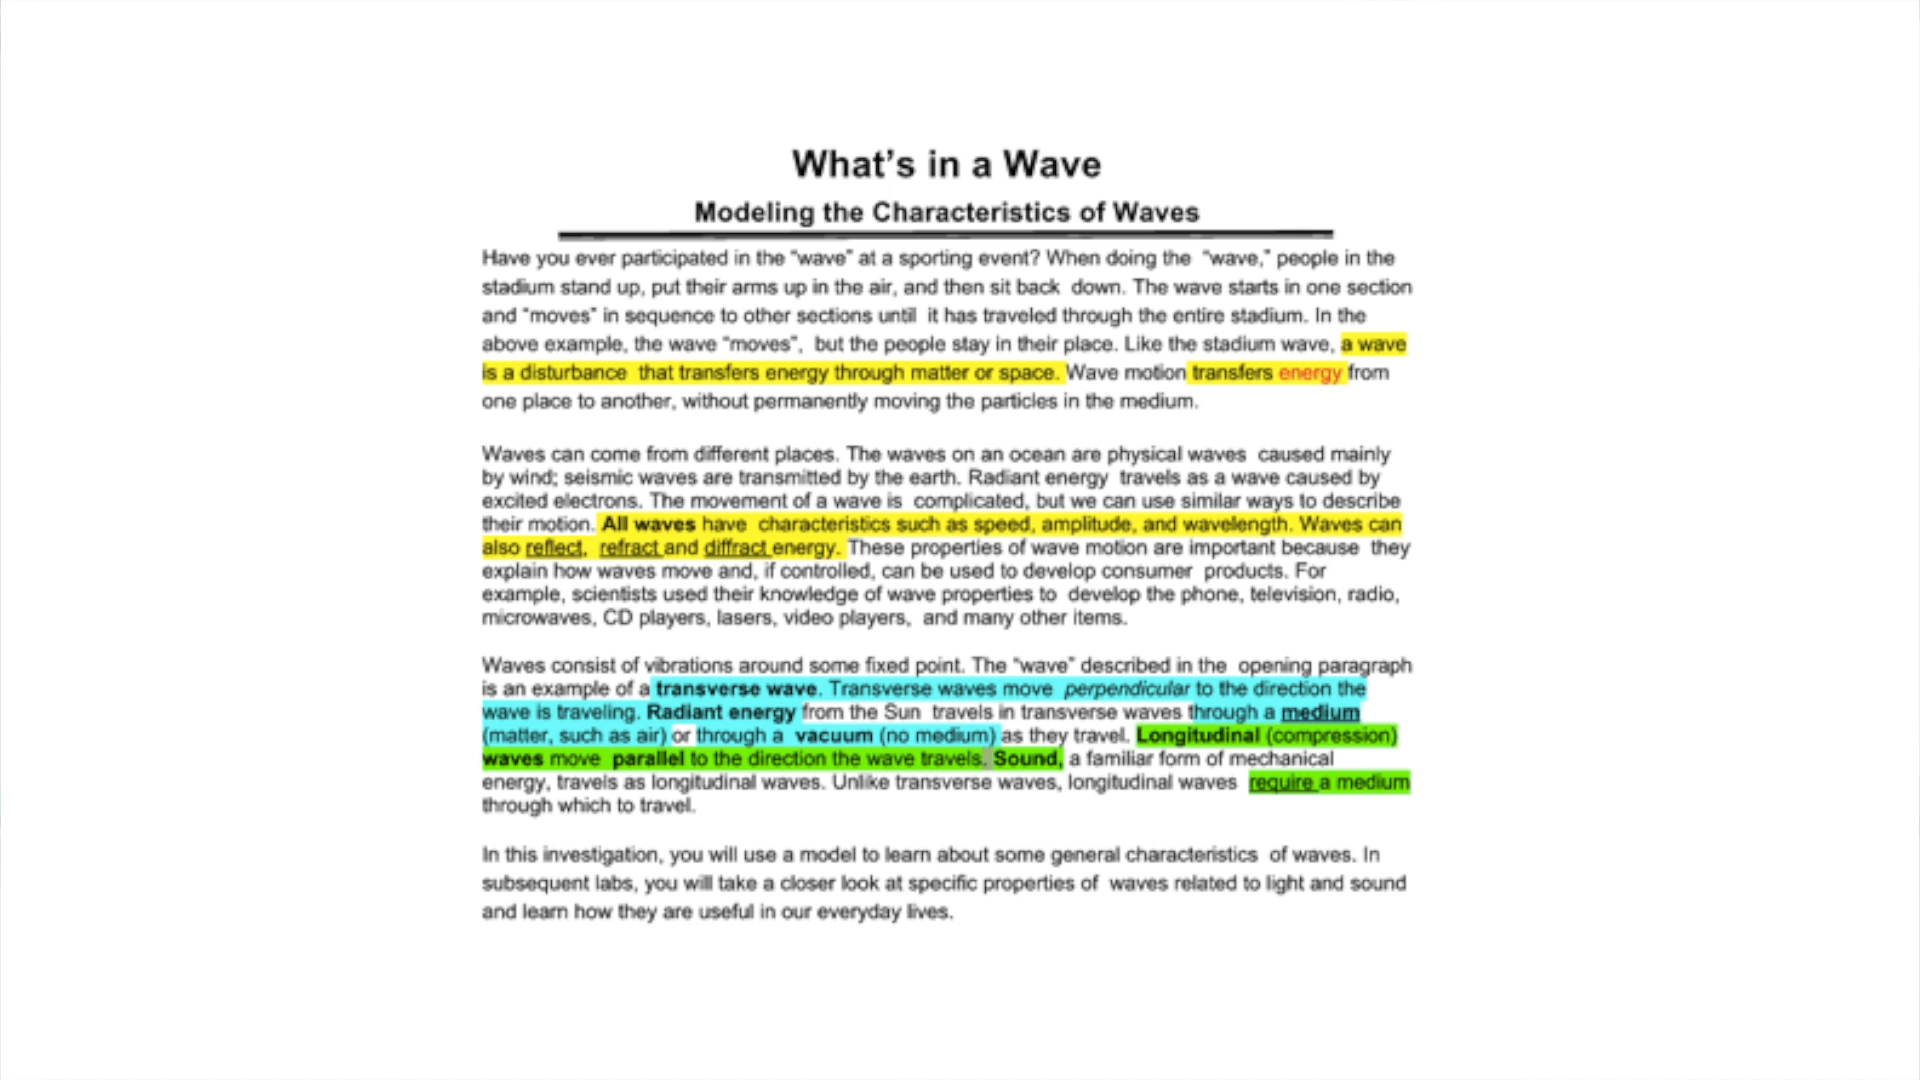 What’s in a Wave
Modeling the Characteristics of Waves
Have you ever participated in the “wave” at a sporting event? When doing the “wave,” people in the
stadium stand up, put their arms up in the air, and then sit back down. The wave starts in one section
and “moves” in sequence to other sections until it has traveled through the entire stadium. In the
above example, the wave “moves”, but the people stay in their place. Like the stadium wave, a wave
is a disturbance that transfers energy through matter or space. Wave motion transfers energy from
one place to another, without permanently moving the particles in the medium.
Waves can come from different places. The waves on an ocean are physical waves caused mainly
by wind; seismic waves are transmitted by the earth. Radiant energy travels as a wave caused by
excited electrons. The movement of a wave is complicated, but we can use similar ways to describe
their motion. All waves have characteristics such as speed, amplitude, and wavelength. Waves can
also reflect, refract and diffract energy. These properties of wave motion are important because they
explain how waves move and, if controlled, can be used to develop consumer products. For
example, scientists used their knowledge of wave properties to develop the phone, television, radio,
microwaves, CD players, lasers, video players, and many other items.
Waves consist of vibrations around some fixed point. The “wave” described in the opening paragraph
is an example of a transverse wave. Transverse waves move perpendicular to the direction the
wave is traveling. Radiant energy from the Sun travels in transverse waves through a medium
(matter, such as air) or through a vacuum (no medium) as they travel. Longitudinal (compression)
waves move parallel to the direction the wave travels. Sound, a familiar form of mechanical
energy, travels as longitudinal waves. Unlike transverse waves, longitudinal waves require a medium
through which to travel.
In this investigation, you will use a model to learn about some general characteristics of waves. In
subsequent labs, you will take a closer look at specific properties of waves related to light and sound
and learn how they are useful in our everyday lives.